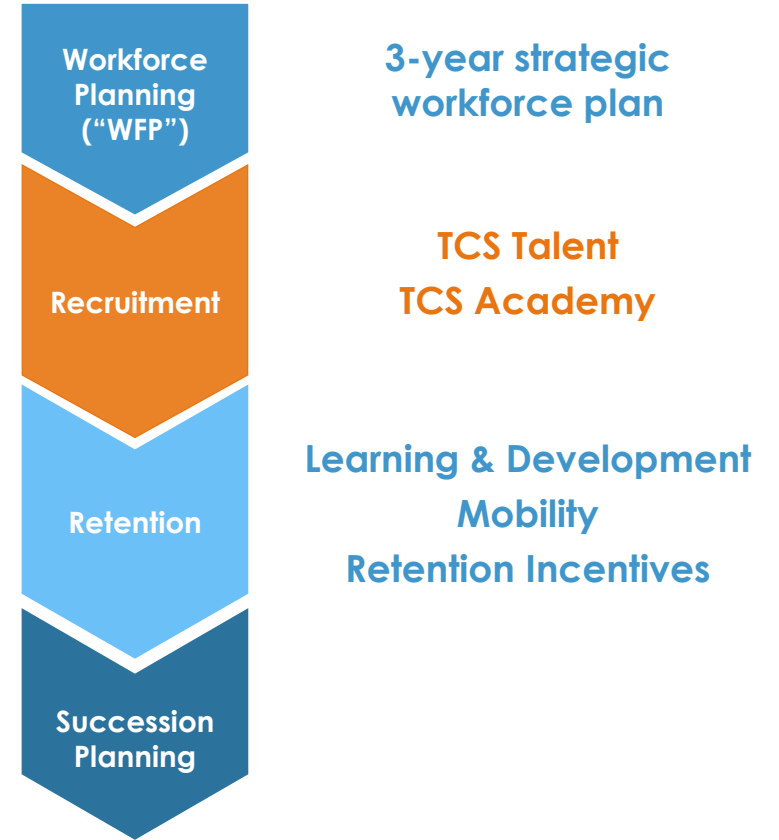 Workforce
Planning
(“WFP”)
3-year strategic
workforce plan
Recruitment
TCS Talent
TCS Academy
Retention
Learning & Development
Mobility
Retention Incentives
Succession
Planning